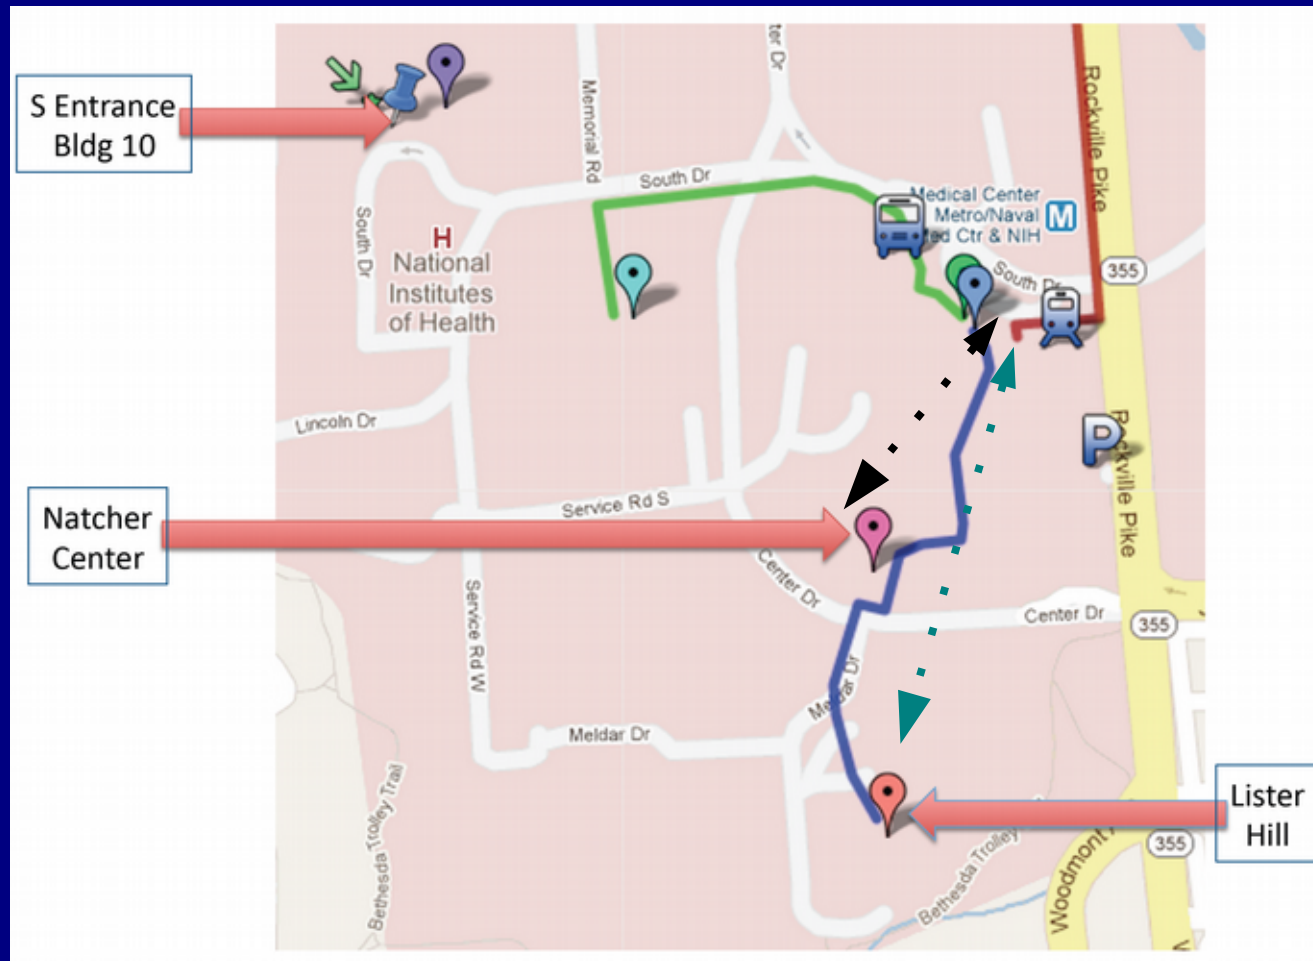 S Entrance
Bldg 10
ter Dr
Memorial Rd
Rockville Pike
South Dr
Medical Center
Metro/Naval
Med Ctr & NIH
M
South Dr
H
National
Institutes
of Health
South Dr
355
Lincoln Dr
P
Rockville Pike
Service Rd S
Natcher
Center
Center Dr
Center Dr
355
Service Rd W
Meldar Dr
Meldar Dr
Bethesda Trolley Trail
Lister
Hill
355
Bethesda Trolley
Woodmont